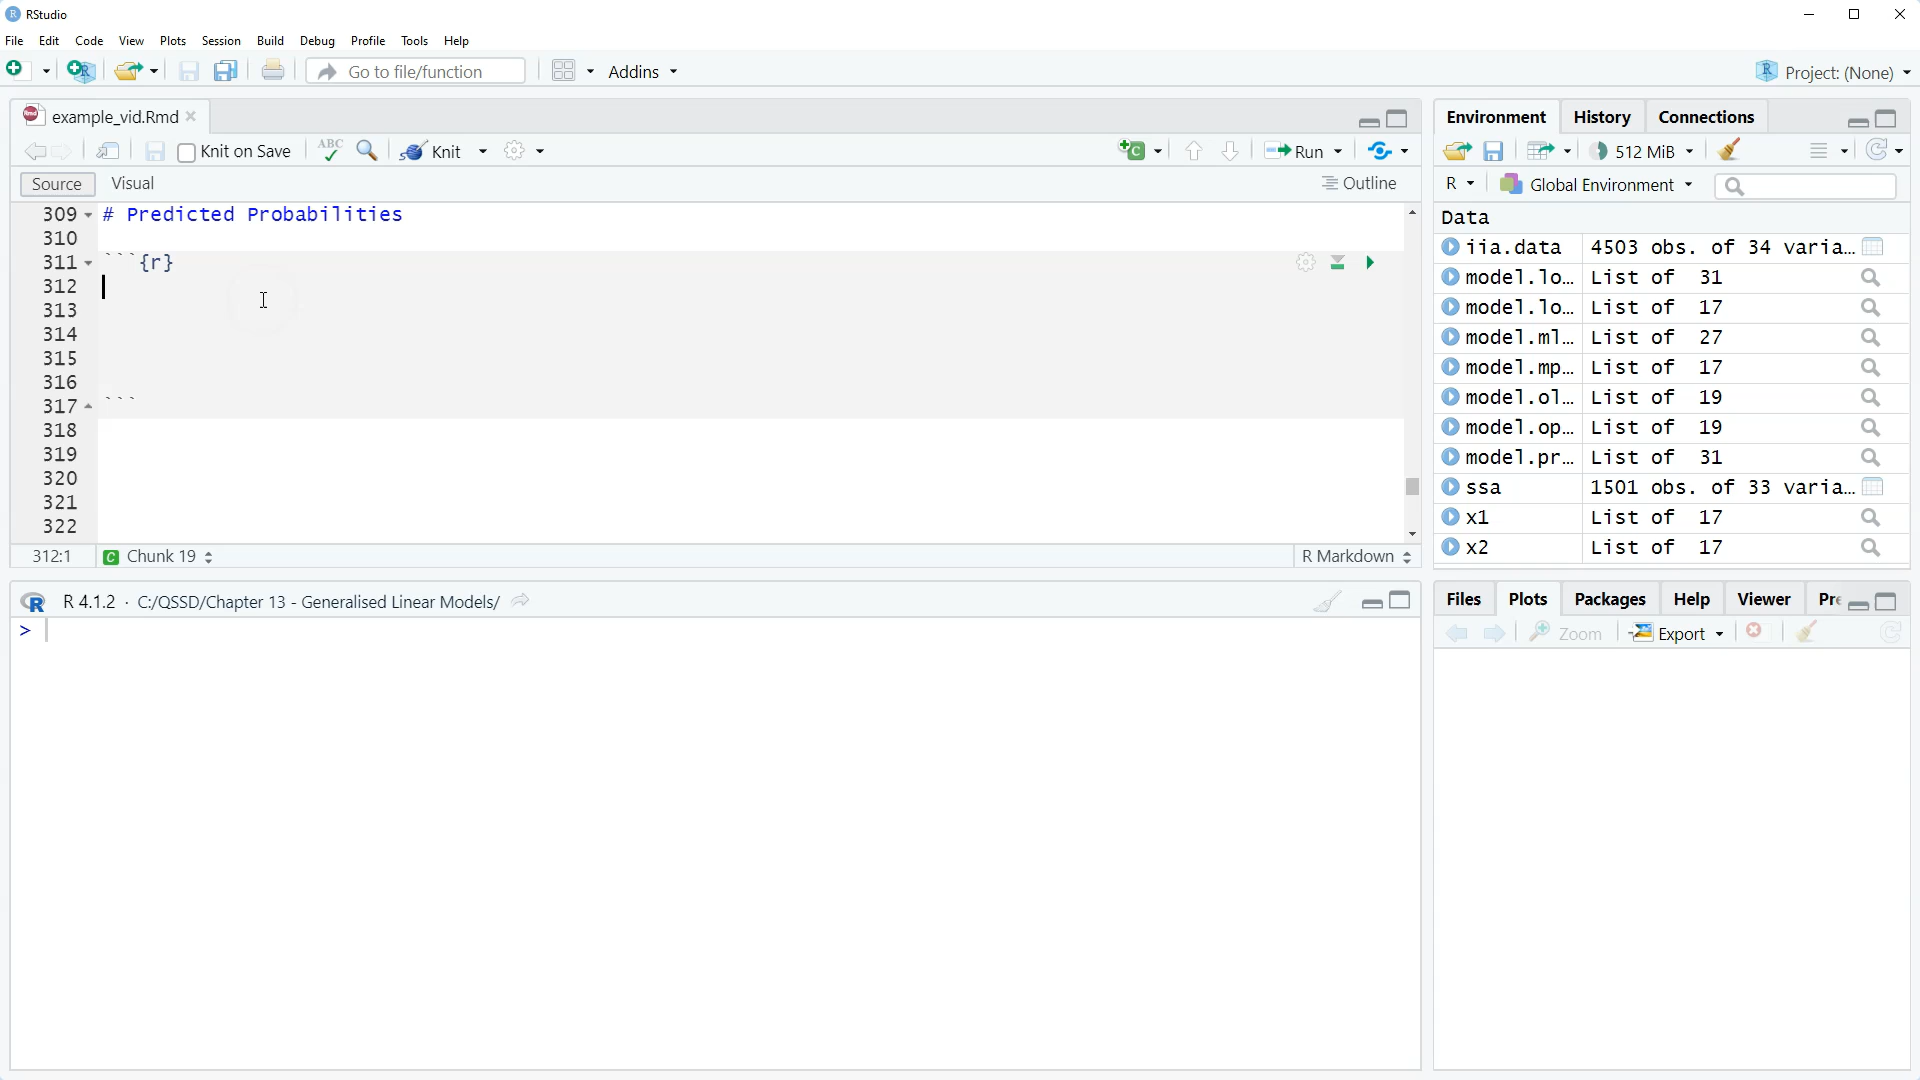 RStudio
File Edit Code View Plots Session Build Debug Profile Tools Help
Go to file/function Addins Project: (None)
example_vid.Rmd
Knit on Save ABC Knit Run
Source Visual Outline
309 # Predicted Probabilities
310
311 ```{r}
312
313
314
315
316
317 ```
318
319
320
321
322
312:1 C Chunk 19 R Markdown
R 4.1.2 · C:/QSSD/Chapter 13 - Generalised Linear Models/
>
Environment History Connections
512 MiB
R Global Environment
Data
iia.data 4503 obs. of 34 varia…
model.lo… List of 31
model.lo… List of 17
model.ml… List of 27
model.mp… List of 17
model.ol… List of 19
model.op… List of 19
model.pr… List of 31
ssa 1501 obs. of 33 varia…
x1 List of 17
x2 List of 17
Files Plots Packages Help Viewer Pre
Zoom Export